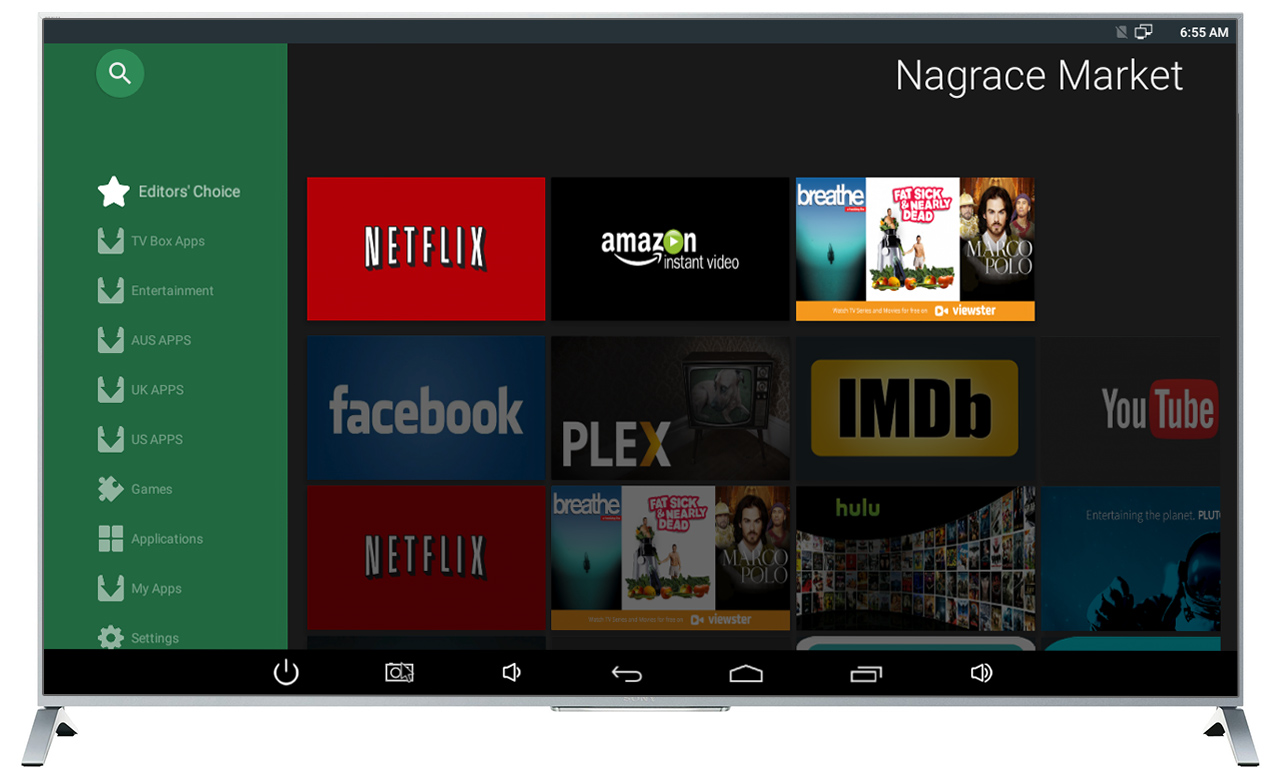 6:55 AM
Nagrace Market
Editors' Choice
TV Box Apps
Entertainment
AUS APPS
UK APPS
US APPS
Games
Applications
My Apps
Settings
NETFLIX
amazon
instant video
breathe
FAT SICK
& NEARLY
DEAD
MARCO
POLO
Watch TV Series and Movies for free on viewster
facebook
PLEX
IMDb
YouTube
NETFLIX
breathe
FAT SICK
& NEARLY
DEAD
MARCO
POLO
Watch TV Series and Movies for free on viewster
hulu
Entertaining the planet. PLUT